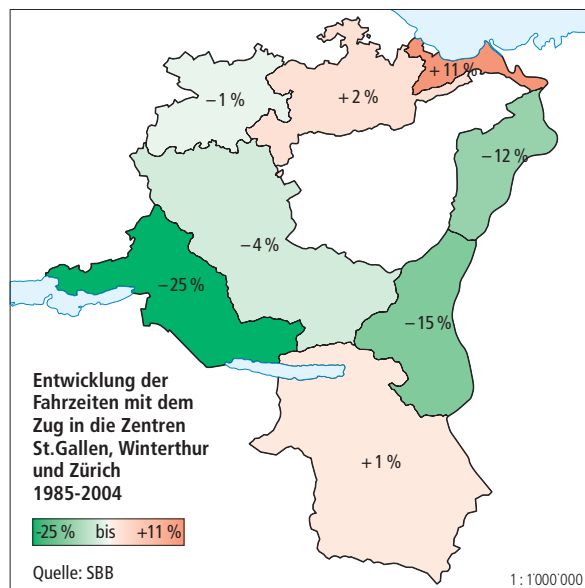 + 11 %
– 1 %
+ 2 %
– 12 %
– 4 %
– 25 %
– 15 %
+ 1 %
Entwicklung der
Fahrzeiten mit dem
Zug in die Zentren
St.Gallen, Winterthur
und Zürich
1985-2004
-25 % bis +11 %
Quelle: SBB
1 : 1'000'000